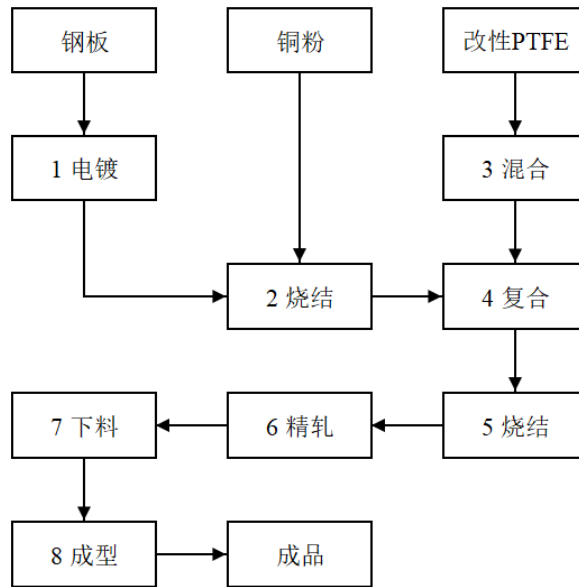 钢板
铜粉
改性PTFE
1 电镀
3 混合
2 烧结
4 复合
7 下料
6 精轧
5 烧结
8 成型
成品